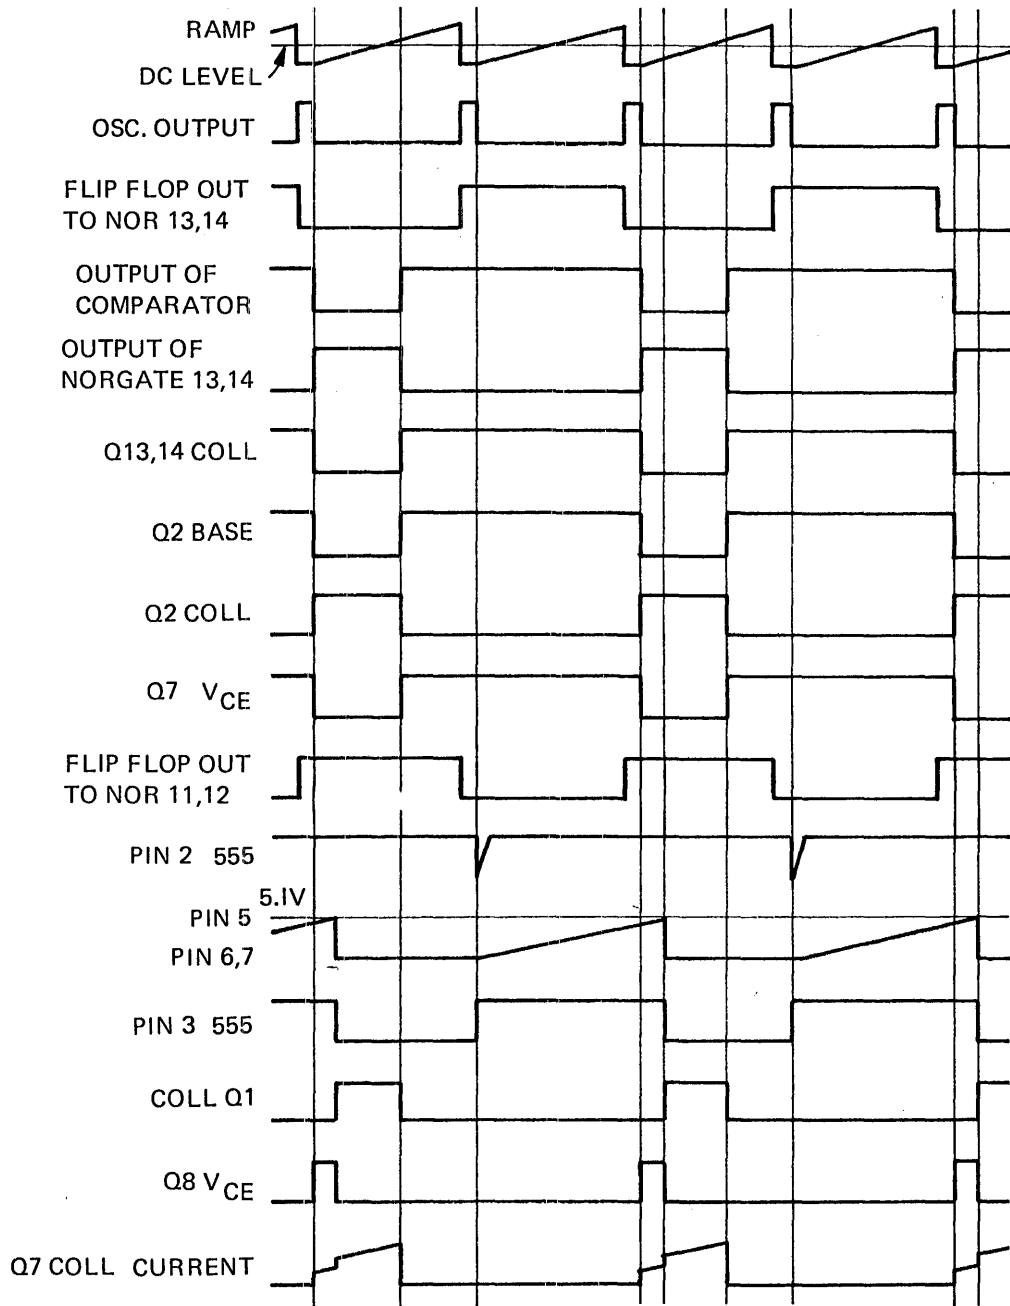 RAMP
DC LEVEL
OSC. OUTPUT
FLIP FLOP OUT
TO NOR 13,14
OUTPUT OF
COMPARATOR
OUTPUT OF
NORGATE 13,14
Q13,14 COLL
Q2 BASE
Q2 COLL
Q7 VCE
FLIP FLOP OUT
TO NOR 11,12
PIN 2 555
5.IV
PIN 5
PIN 6,7
PIN 3 555
COLL Q1
Q8 VCE
Q7 COLL CURRENT